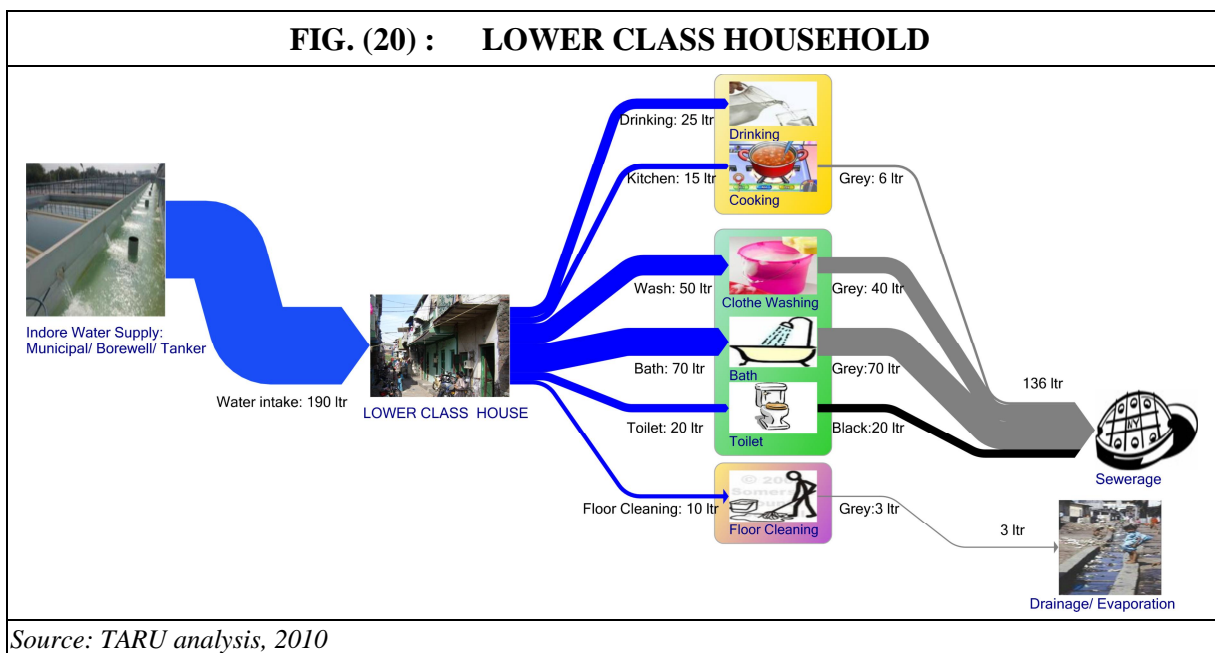 FIG. (20) : LOWER CLASS HOUSEHOLD
Drinking: 25 ltr
Drinking
Kitchen: 15 ltr
Cooking
Grey: 6 ltr
Indore Water Supply:
Municipal/ Borewell/ Tanker
Water intake: 190 ltr
LOWER CLASS HOUSE
Wash: 50 ltr
Clothe Washing
Grey: 40 ltr
Bath: 70 ltr
Bath
Grey:70 ltr
Toilet: 20 ltr
Toilet
Black:20 ltr
136 ltr
NY
Sewerage
Floor Cleaning: 10 ltr
Floor Cleaning
Grey:3 ltr
3 ltr
Drainage/ Evaporation
Source: TARU analysis, 2010